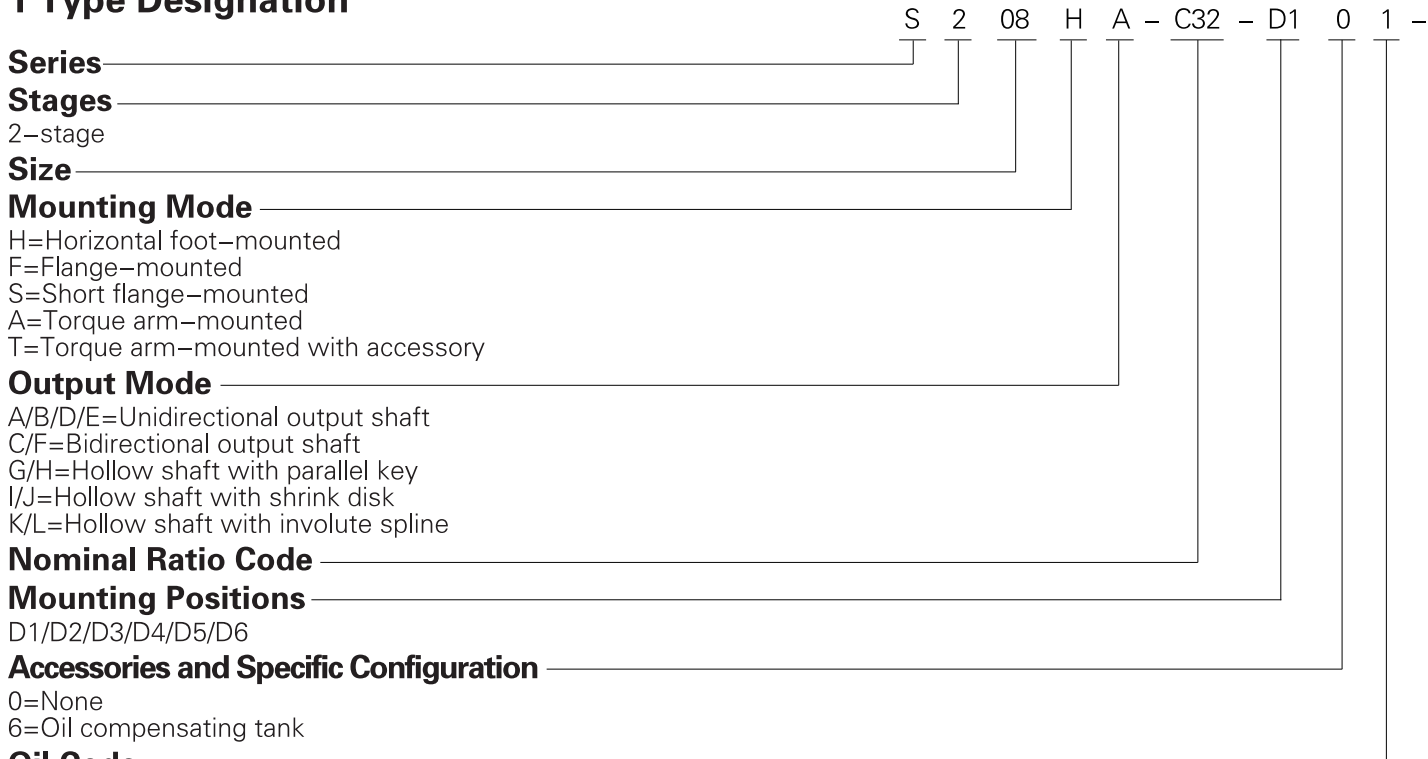 1 Type Designation
S 2 08 H A – C32 – D1 0 1 –
Series
Stages
2–stage
Size
Mounting Mode
H=Horizontal foot–mounted
F=Flange–mounted
S=Short flange–mounted
A=Torque arm–mounted
T=Torque arm–mounted with accessory
Output Mode
A/B/D/E=Unidirectional output shaft
C/F=Bidirectional output shaft
G/H=Hollow shaft with parallel key
I/J=Hollow shaft with shrink disk
K/L=Hollow shaft with involute spline
Nominal Ratio Code
Mounting Positions
D1/D2/D3/D4/D5/D6
Accessories and Specific Configuration
0=None
6=Oil compensating tank
Oil Code